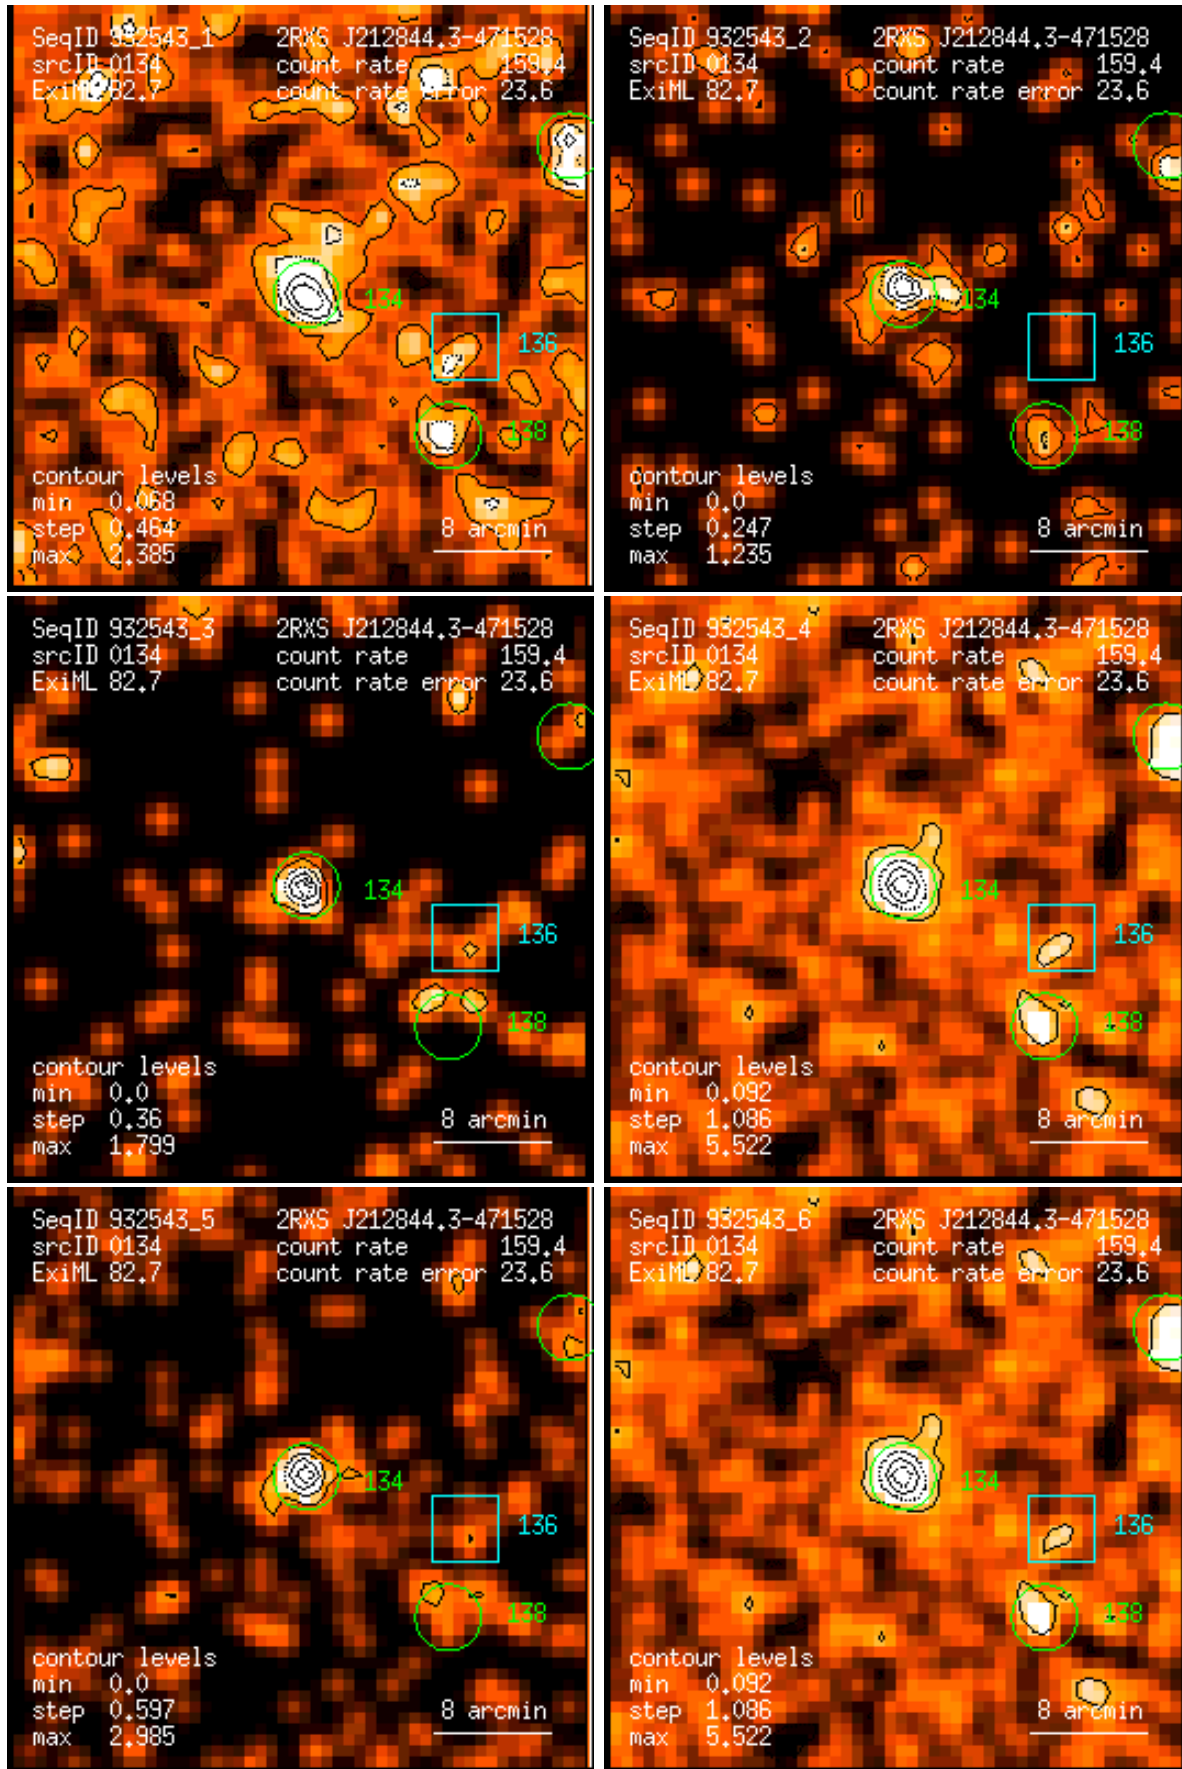 SeqID 932543_1 2RXS J212844.3-471528
srcID 0134 count rate 159.4
ExiML 82.7 count rate error 23.6
134
136
138
contour levels
min 0.068
step 0.464 8 arcmin
max 2.385
SeqID 932543_2 2RXS J212844.3-471528
srcID 0134 count rate 159.4
ExiML 82.7 count rate error 23.6
134
136
138
contour levels
min 0.0
step 0.247 8 arcmin
max 1.235
SeqID 932543_3 2RXS J212844.3-471528
srcID 0134 count rate 159.4
ExiML 82.7 count rate error 23.6
134
136
138
contour levels
min 0.0
step 0.36 8 arcmin
max 1.799
SeqID 932543_4 2RXS J212844.3-471528
srcID 0134 count rate 159.4
ExiML 82.7 count rate error 23.6
134
136
138
contour levels
min 0.092
step 1.086 8 arcmin
max 5.522
SeqID 932543_5 2RXS J212844.3-471528
srcID 0134 count rate 159.4
ExiML 82.7 count rate error 23.6
134
136
138
contour levels
min 0.0
step 0.597 8 arcmin
max 2.985
SeqID 932543_6 2RXS J212844.3-471528
srcID 0134 count rate 159.4
ExiML 82.7 count rate error 23.6
134
136
138
contour levels
min 0.092
step 1.086 8 arcmin
max 5.522